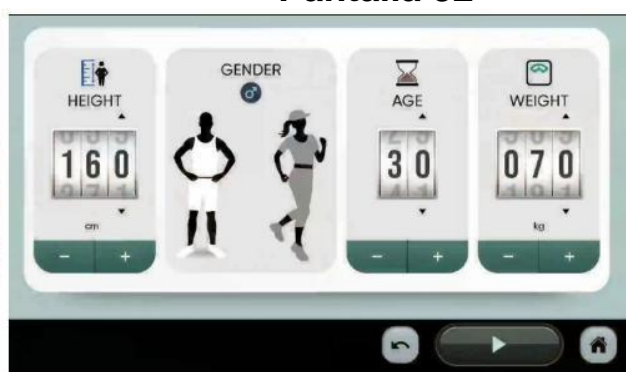 HEIGHT
160
cm
- +
GENDER
AGE
30
- +
WEIGHT
070
kg
- +